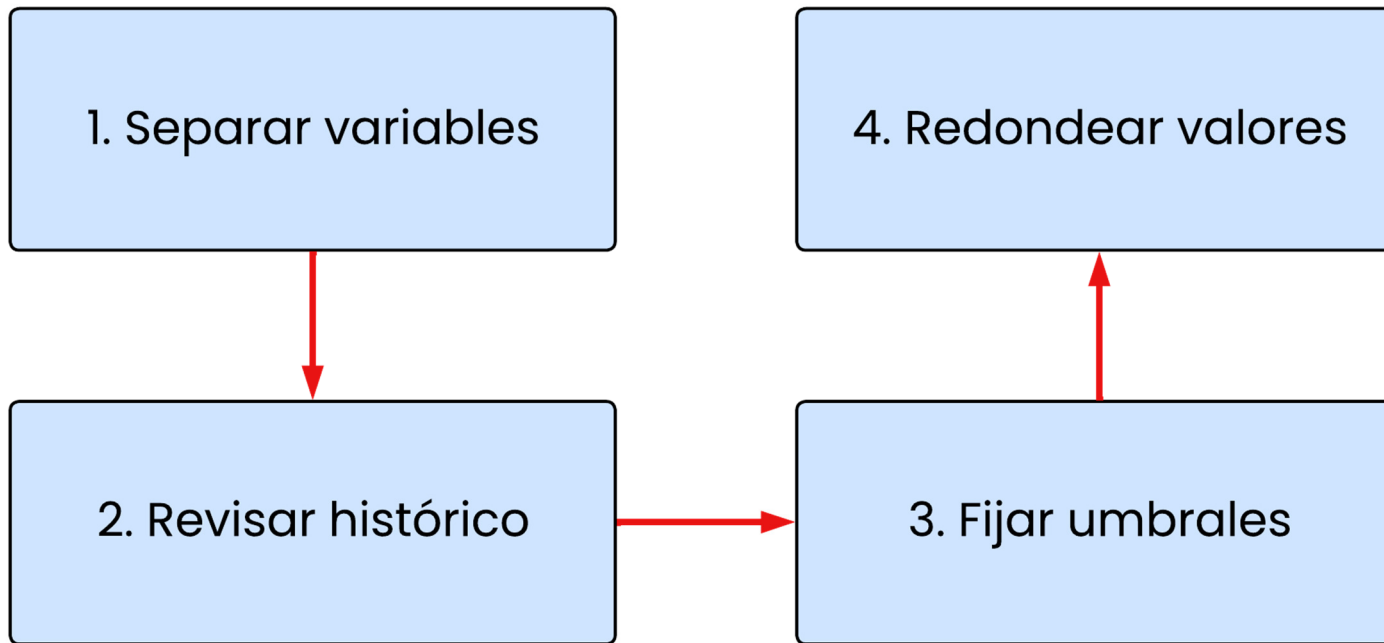 1. Separar variables
2. Revisar histórico
3. Fijar umbrales
4. Redondear valores